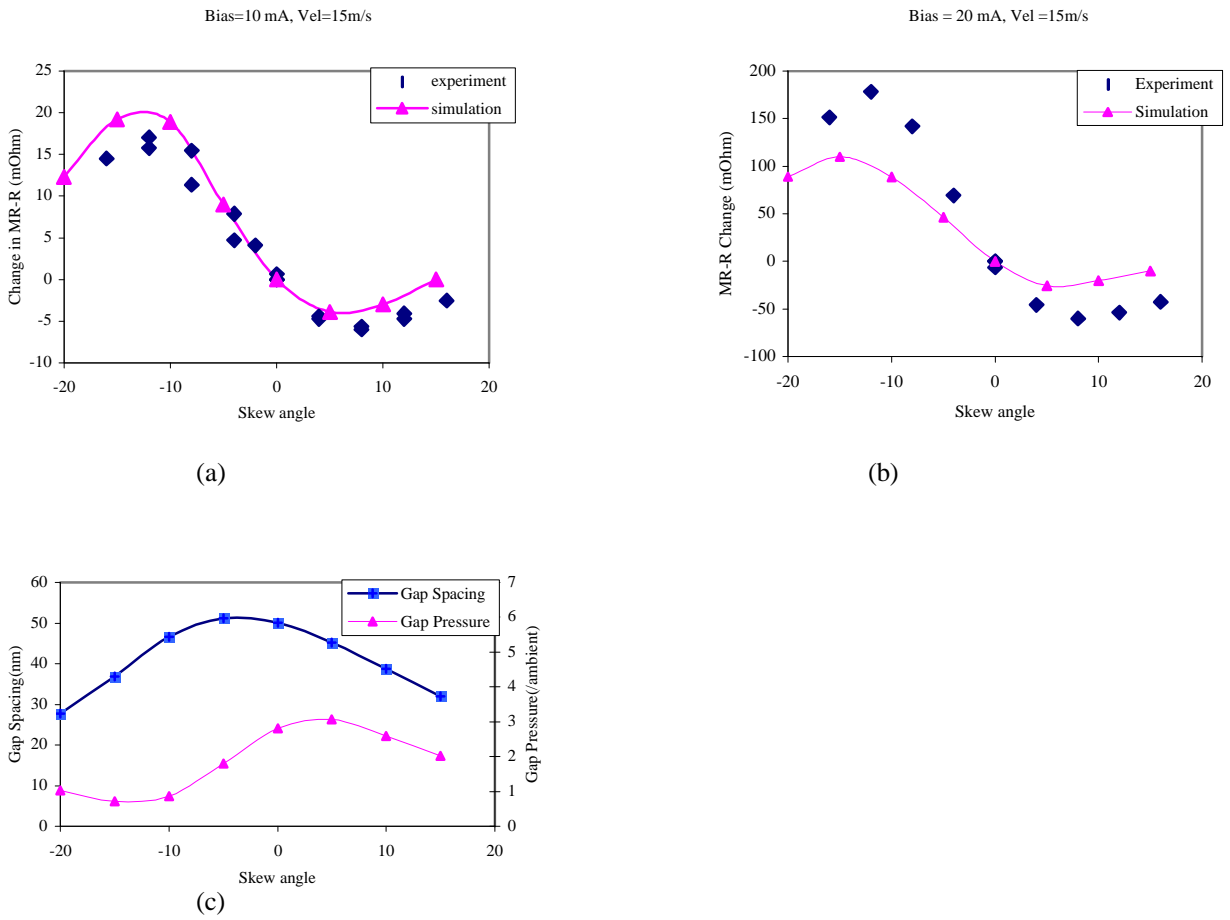 Bias=10 mA, Vel=15m/s
25
20
15
10
5
0
-5
-10
-20
-10
0
10
20
Change in MR-R (mOhm)
Skew angle
experiment
simulation
(a)
Bias = 20 mA, Vel =15m/s
200
150
100
50
0
-50
-100
-20
-10
0
10
20
MR-R Change (mOhm)
Skew angle
Experiment
Simulation
(b)
60
50
40
30
20
10
0
7
6
5
4
3
2
1
0
-20
-10
0
10
20
Gap Spacing(nm)
Gap Pressure(/ambient)
Skew angle
Gap Spacing
Gap Pressure
(c)